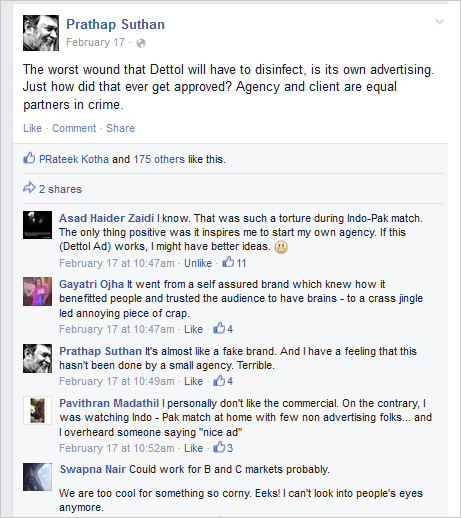 Prathap Suthan
February 17 ·
The worst wound that Dettol will have to disinfect, is its own advertising.
Just how did that ever get approved? Agency and client are equal
partners in crime.
Like · Comment · Share
PRateek Kotha and 175 others like this.
2 shares
Asad Haider Zaidi I know. That was such a torture during Indo-Pak match.
The only thing positive was it inspires me to start my own agency. If this
(Dettol Ad) works, I might have better ideas.
February 17 at 10:47am · Unlike · 11
Gayatri Ojha It went from a self assured brand which knew how it
benefitted people and trusted the audience to have brains - to a crass jingle
led annoying piece of crap.
February 17 at 10:47am · Like · 4
Prathap Suthan It's almost like a fake brand. And I have a feeling that this
hasn't been done by a small agency. Terrible.
February 17 at 10:49am · Like · 4
Pavithran Madathil I personally don't like the commercial. On the contrary, I
was watching Indo - Pak match at home with few non advertising folks... and
I overheard someone saying "nice ad"
February 17 at 10:52am · Like · 3
Swapna Nair Could work for B and C markets probably.
We are too cool for something so corny. Eeks! I can't look into people's eyes
anymore.